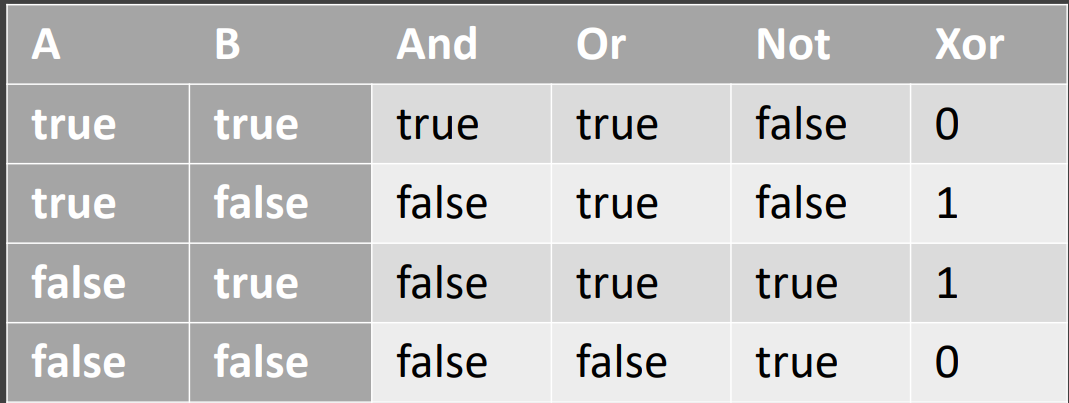 A B And Or Not Xor
true true true true false 0
true false false true false 1
false true false true true 1
false false false false true 0